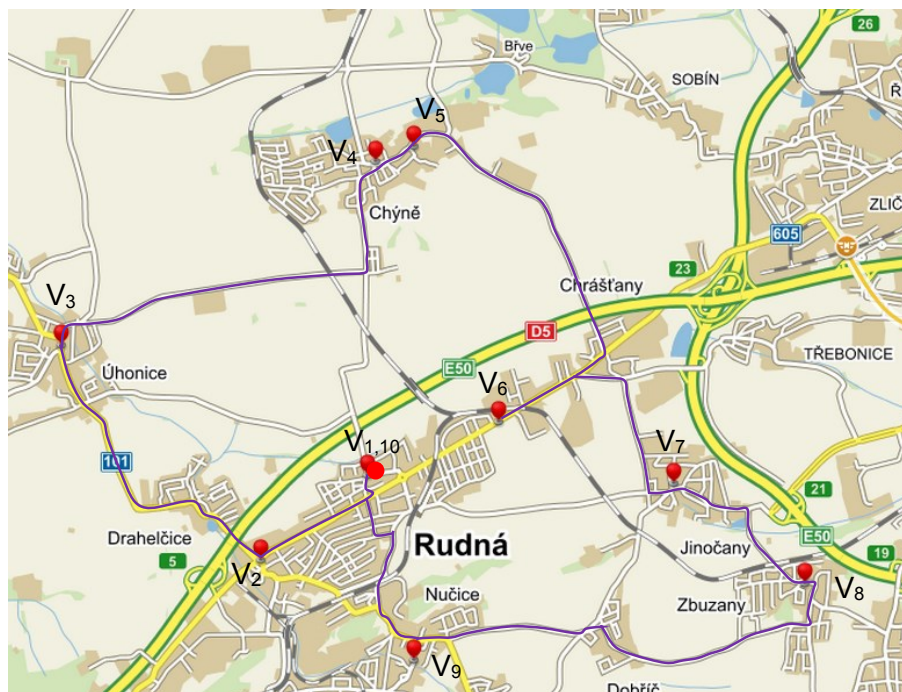 26
Břve
SOBÍN
Ř
V5
V4
ZLIČ
Chýně
605
23
V3
Chrášťany
D5
TŘEBONICE
E50
Úhonice
V6
V1,10
V7
101
21
Drahelčice
Rudná
E50
5
Jinočany
19
V2
Nučice
Zbuzany
V8
V9
Dobříč